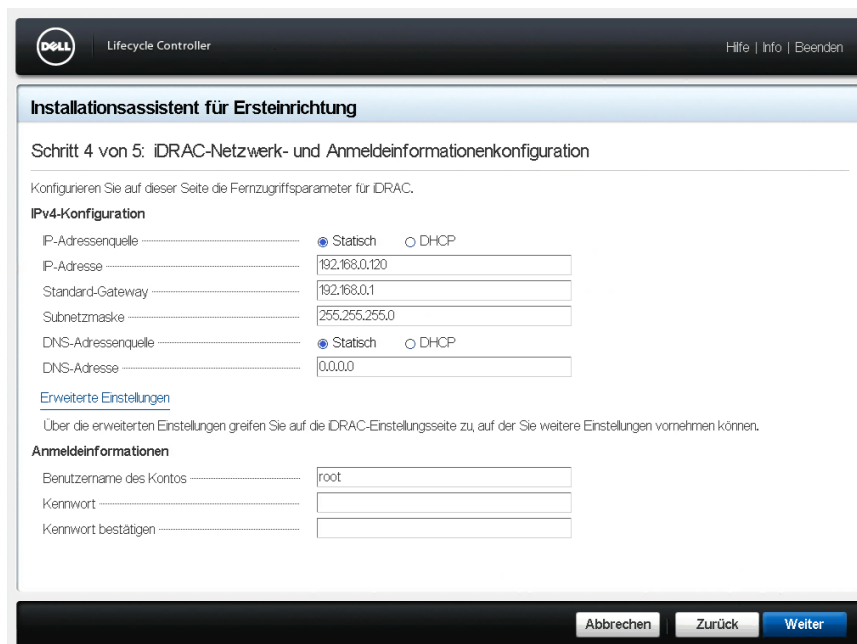 DELL Lifecycle Controller Hilfe | Info | Beenden
Installationsassistent für Ersteinrichtung
Schritt 4 von 5: iDRAC-Netzwerk- und Anmeldeinformationenkonfiguration
Konfigurieren Sie auf dieser Seite die Fernzugriffsparameter für iDRAC.
IPv4-Konfiguration
IP-Adressenquelle Statisch DHCP
IP-Adresse 192.168.0.120
Standard-Gateway 192.168.0.1
Subnetzmaske 255.255.255.0
DNS-Adressenquelle Statisch DHCP
DNS-Adresse 0.0.0.0
Erweiterte Einstellungen
Über die erweiterten Einstellungen greifen Sie auf die iDRAC-Einstellungsseite zu, auf der Sie weitere Einstellungen vornehmen können.
Anmeldeinformationen
Benutzername des Kontos root
Kennwort
Kennwort bestätigen
Abbrechen Zurück Weiter